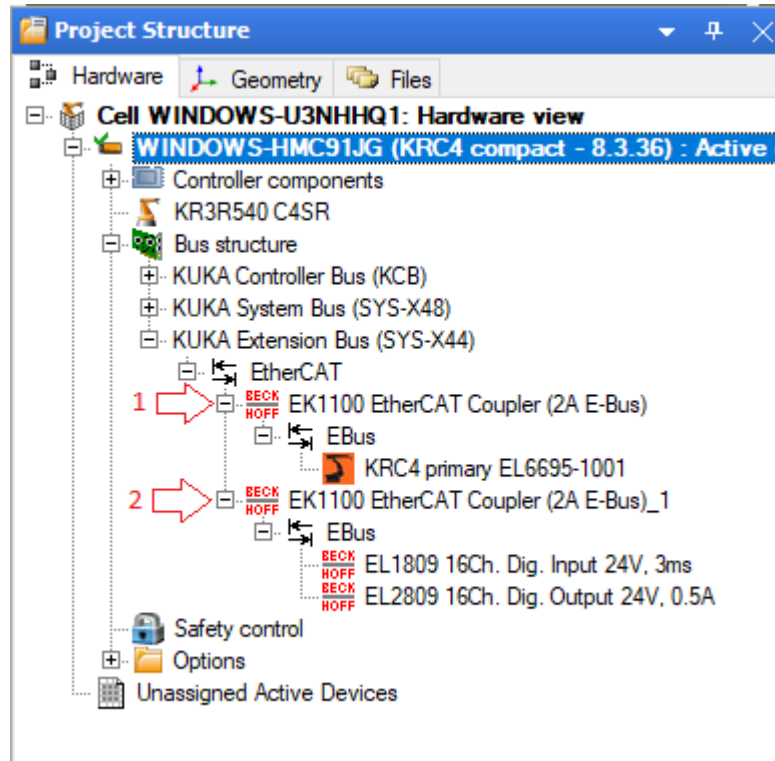 Project Structure
Hardware Geometry Files
Cell WINDOWS-U3NHHQ1: Hardware view
WINDOWS-HMC91JG (KRC4 compact - 8.3.36) : Active
Controller components
KR3R540 C4SR
Bus structure
KUKA Controller Bus (KCB)
KUKA System Bus (SYS-X48)
KUKA Extension Bus (SYS-X44)
EtherCAT
1 BECK HOFF EK1100 EtherCAT Coupler (2A E-Bus)
EBus
KRC4 primary EL6695-1001
2 BECK HOFF EK1100 EtherCAT Coupler (2A E-Bus)_1
EBus
BECK HOFF EL1809 16Ch. Dig. Input 24V, 3ms
BECK HOFF EL2809 16Ch. Dig. Output 24V, 0.5A
Safety control
Options
Unassigned Active Devices